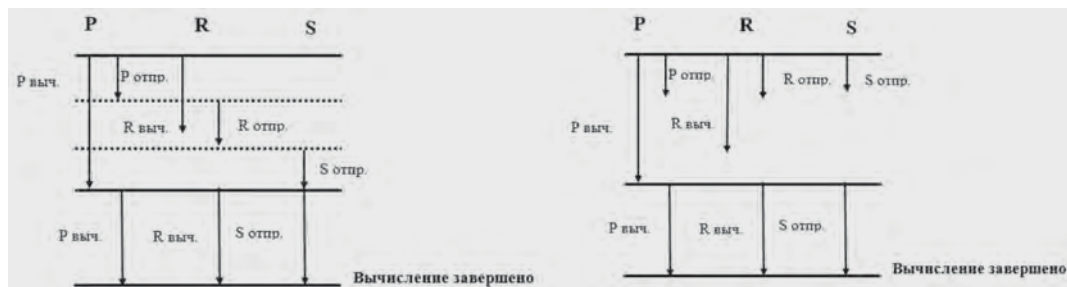 P R S
P выч.
P отпр.
R выч.
R отпр.
S отпр.
P выч.
R выч.
S отпр.
Вычисление завершено
P R S
P отпр.
R отпр.
S отпр.
P выч.
R выч.
P выч.
R выч.
S отпр.
Вычисление завершено